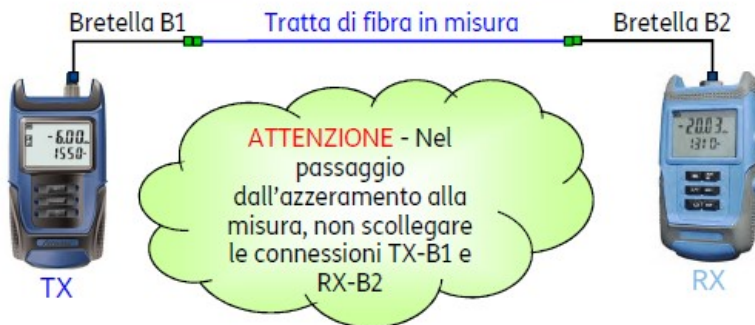 Bretella B1
Tratta di fibra in misura
Bretella B2
-6.00
1550-
ATTENZIONE - Nel
passaggio
dall'azzeramento alla
misura, non scollegare
le connessioni TX-B1 e
RX-B2
-20.03
1310-
TX
RX